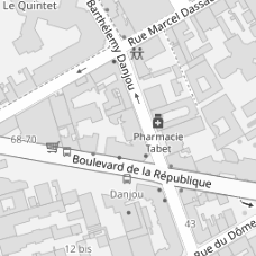 Le Quintet
Barthélemy Danjou
Rue Marcel Dassau
Pharmacie
Tabet
68-70
Boulevard de la République
Danjou
43
12 bis
Rue du Dôme